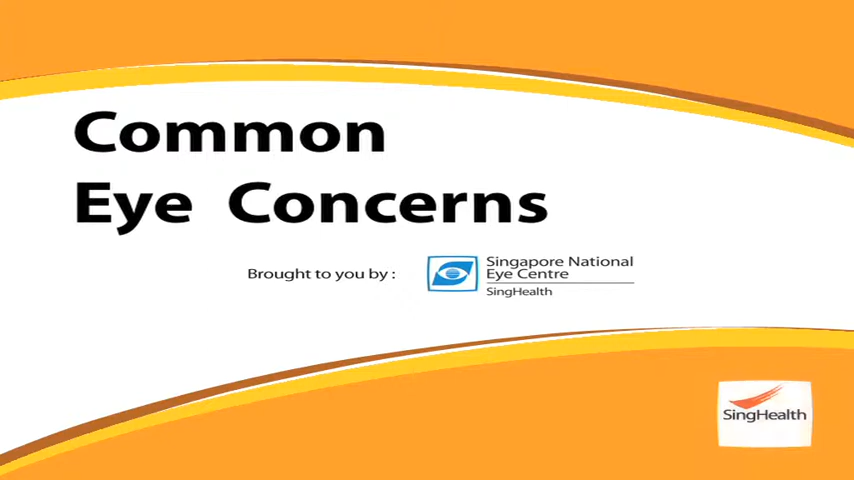 Common
Eye Concerns
Brought to you by :
Singapore National
Eye Centre
SingHealth
SingHealth